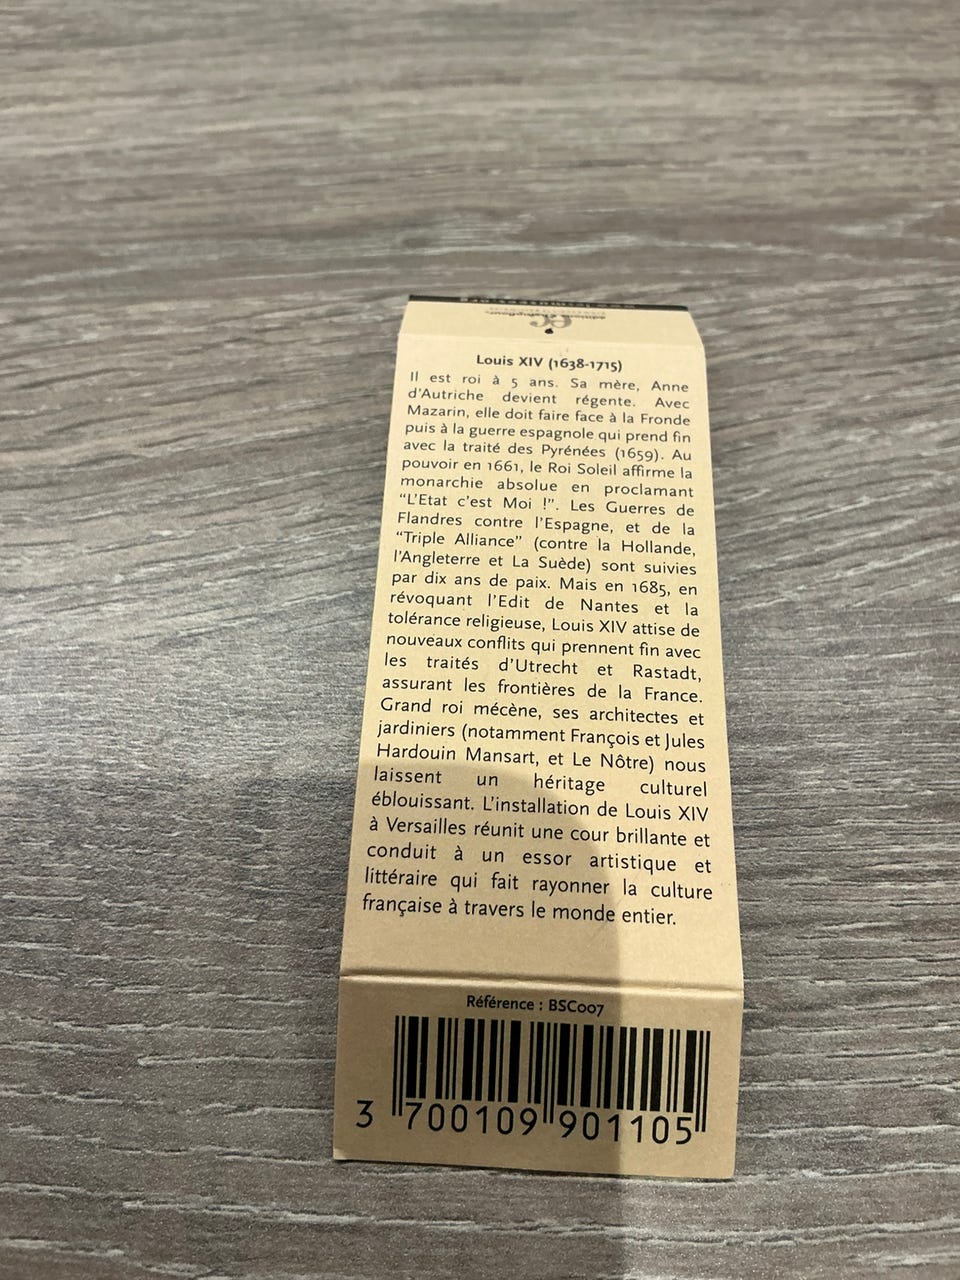 Louis XIV (1638-1715)
Il est roi à 5 ans. Sa mère, Anne
d'Autriche devient régente. Avec
Mazarin, elle doit faire face à la Fronde
puis à la guerre espagnole qui prend fin
avec la traité des Pyrénées (1659). Au
pouvoir en 1661, le Roi Soleil affirme la
monarchie absolue en proclamant
"L'Etat c'est Moi !". Les Guerres de
Flandres contre l'Espagne, et de la
"Triple Alliance" (contre la Hollande,
l'Angleterre et La Suède) sont suivies
par dix ans de paix. Mais en 1685, en
révoquant l'Edit de Nantes et la
tolérance religieuse, Louis XIV attise de
nouveaux conflits qui prennent fin avec
les traités d'Utrecht et Rastadt,
assurant les frontières de la France.
Grand roi mécène, ses architectes et
jardiniers (notamment François et Jules
Hardouin Mansart, et Le Nôtre) nous
laissent un héritage culturel
éblouissant. L'installation de Louis XIV
à Versailles réunit une cour brillante et
conduit à un essor artistique et
littéraire qui fait rayonner la culture
française à travers le monde entier.
Référence : BSC007
3 700109 901105